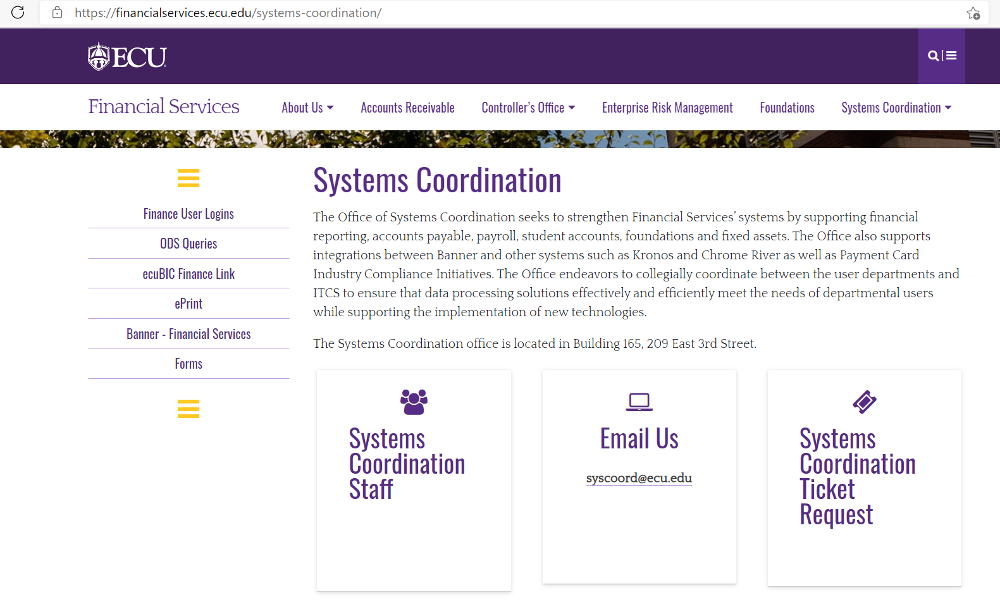 https://financialservices.ecu.edu/systems-coordination/
ECU
Financial Services
About Us
Accounts Receivable
Controller’s Office
Enterprise Risk Management
Foundations
Systems Coordination
Finance User Logins
ODS Queries
ecuBIC Finance Link
ePrint
Banner - Financial Services
Forms
Systems Coordination
The Office of Systems Coordination seeks to strengthen Financial Services’ systems by supporting financial
reporting, accounts payable, payroll, student accounts, foundations and fixed assets. The Office also supports
integrations between Banner and other systems such as Kronos and Chrome River as well as Payment Card
Industry Compliance Initiatives. The Office endeavors to collegially coordinate between the user departments and
ITCS to ensure that data processing solutions effectively and efficiently meet the needs of departmental users
while supporting the implementation of new technologies.
The Systems Coordination office is located in Building 165, 209 East 3rd Street.
Systems
Coordination
Staff
Email Us
syscoord@ecu.edu
Systems
Coordination
Ticket
Request